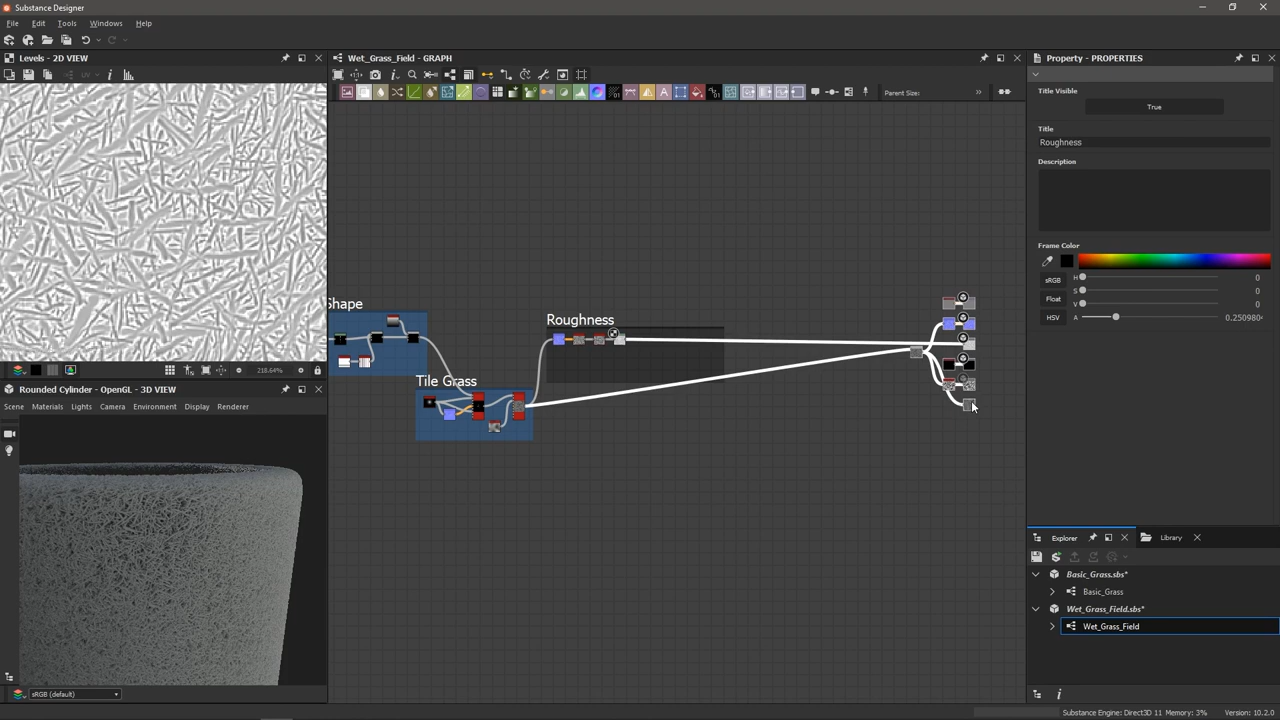 Substance Designer
File Edit Tools Windows Help
Levels - 2D VIEW
UV
218.64%
Rounded Cylinder - OpenGL - 3D VIEW
Scene Materials Lights Camera Environment Display Renderer
sRGB (default)
Wet_Grass_Field - GRAPH
Parent Size:
Shape
Roughness
Tile Grass
Property - PROPERTIES
Title Visible
True
Title
Roughness
Description
Frame Color
sRGB
Float
HSV
H 0
S 0
V 0
A 0.250980
Explorer
Library
Basic_Grass.sbs*
Basic_Grass
Wet_Grass_Field.sbs*
Wet_Grass_Field
Substance Engine: Direct3D 11 Memory: 3% Version: 10.2.0